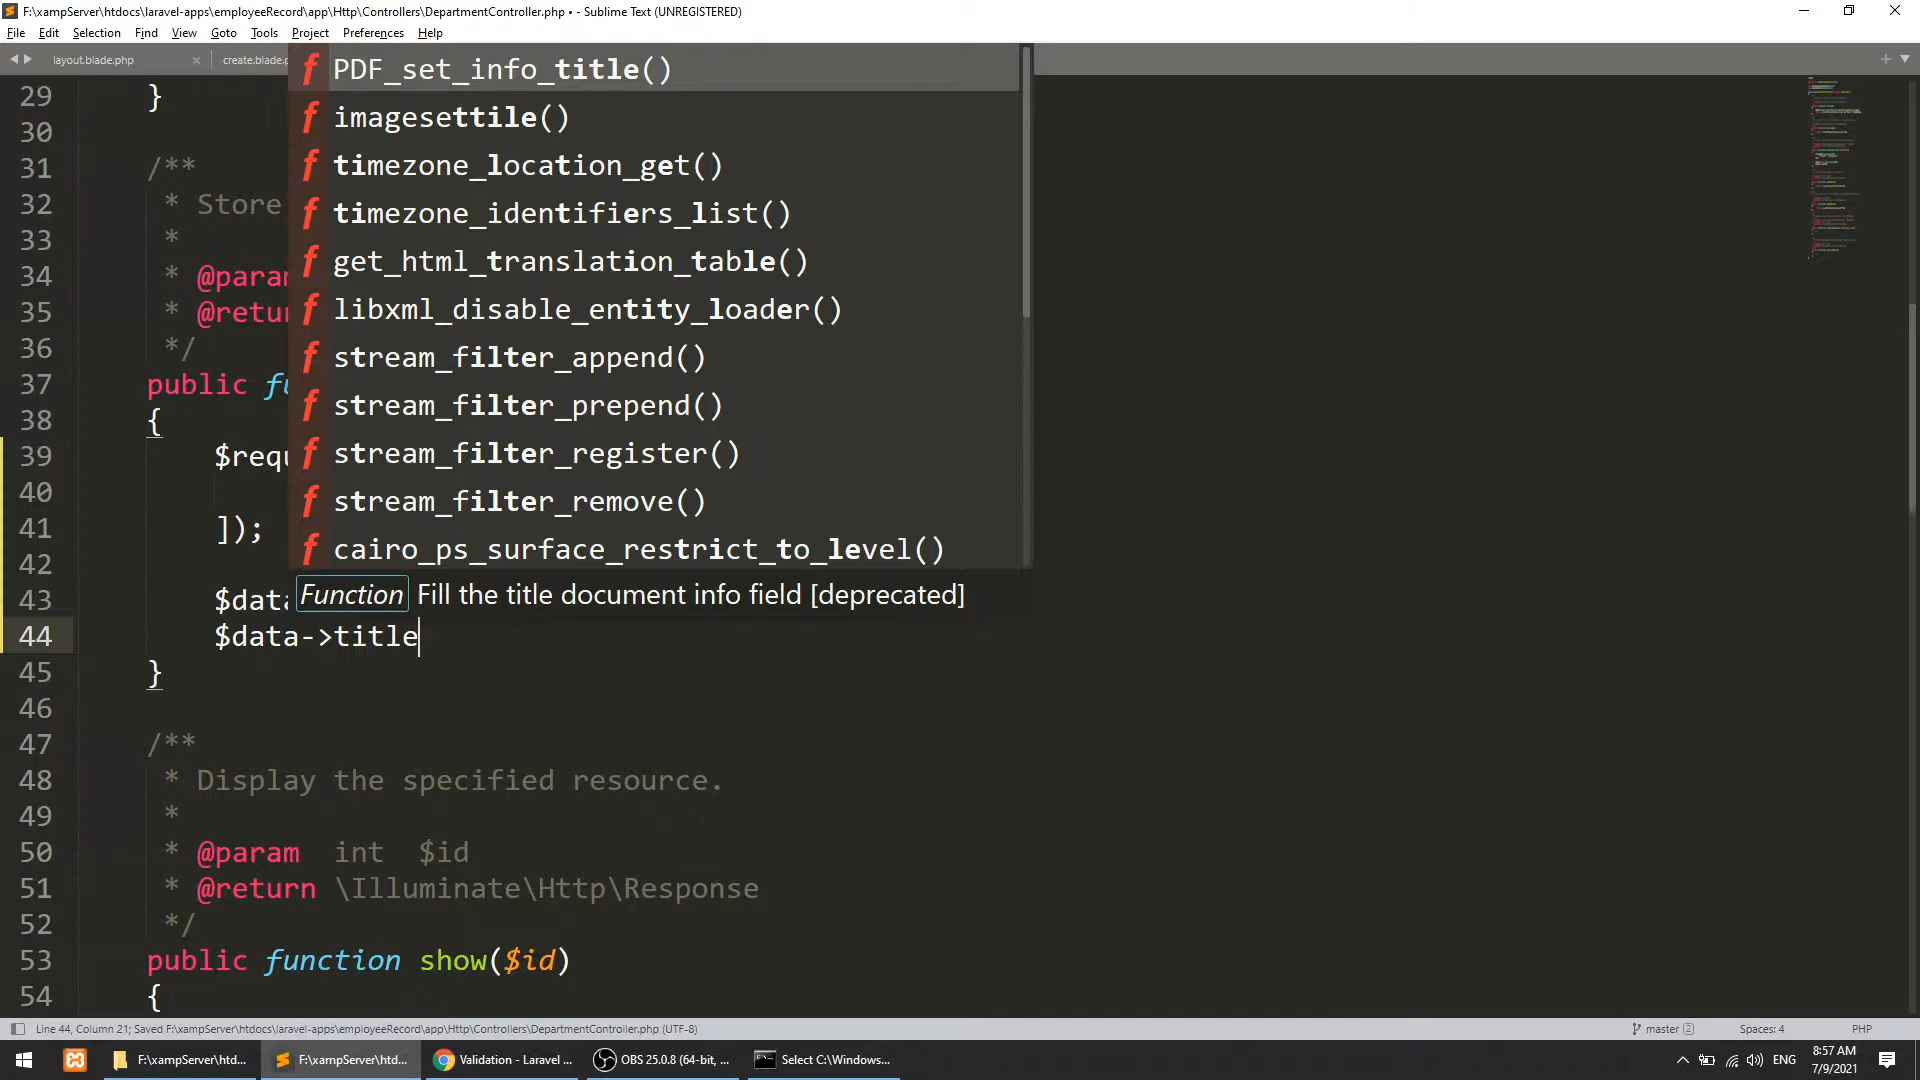 F:\xampServer\htdocs\laravel-apps\employeeRecord\app\Http\Controllers\DepartmentController.php • - Sublime Text (UNREGISTERED)
File Edit Selection Find View Goto Tools Project Preferences Help
layout.blade.php × create.blade.p
f PDF_set_info_title()
f imagesettile()
f timezone_location_get()
f timezone_identifiers_list()
f get_html_translation_table()
f libxml_disable_entity_loader()
f stream_filter_append()
f stream_filter_prepend()
f stream_filter_register()
f stream_filter_remove()
f cairo_ps_surface_restrict_to_level()
Function Fill the title document info field [deprecated]
29 }
30
31 /**
32 * Store
33 *
34 * @param
35 * @retur
36 */
37 public fu
38 {
39 $requ
40
41 ]);
42
43 $data
44 $data->title
45 }
46
47 /**
48 * Display the specified resource.
49 *
50 * @param int $id
51 * @return \Illuminate\Http\Response
52 */
53 public function show($id)
54 {
Line 44, Column 21; Saved F:\xampServer\htdocs\laravel-apps\employeeRecord\app\Http\Controllers\DepartmentController.php (UTF-8) master 2 Spaces: 4 PHP
F:\xampServer\htd... F:\xampServer\htd... Validation - Laravel ... OBS 25.0.8 (64-bit, ... Select C:\Windows... ENG 8:57 AM
7/9/2021